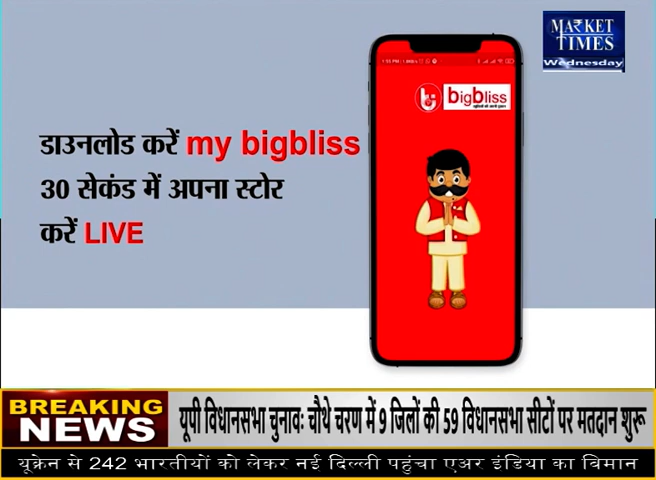 MARKET
TIMES
Wednesday
bigbliss
डाउनलोड करें my bigbliss
30 सेकंड में अपना स्टोर
करें LIVE
BREAKING
NEWS
यूपी विधानसभा चुनावः चौथे चरण में 9 जिलों की 59 विधानसभा सीटों पर मतदान शुरू
यूक्रेन से 242 भारतीयों को लेकर नई दिल्ली पहुंचा एअर इंडिया का विमान